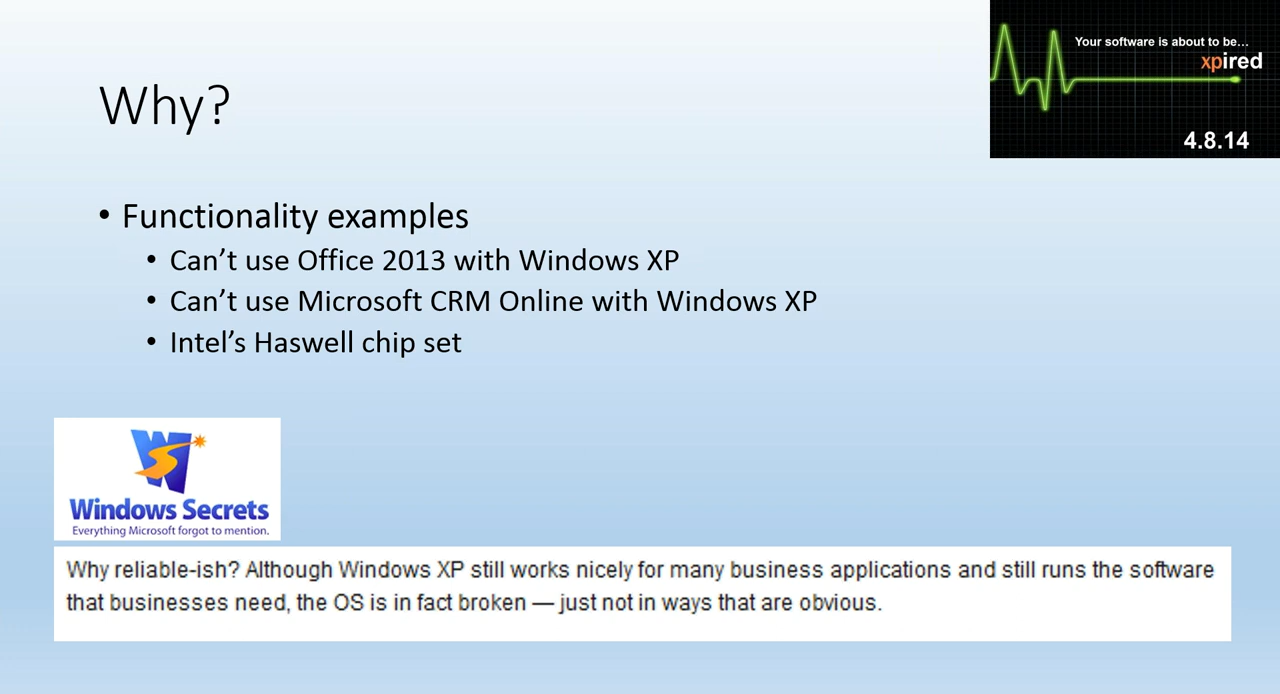 Your software is about to be...
xpired
4.8.14
Why?
• Functionality examples
• Can't use Office 2013 with Windows XP
• Can't use Microsoft CRM Online with Windows XP
• Intel's Haswell chip set
Windows Secrets
Everything Microsoft forgot to mention.
Why reliable-ish? Although Windows XP still works nicely for many business applications and still runs the software
that businesses need, the OS is in fact broken — just not in ways that are obvious.